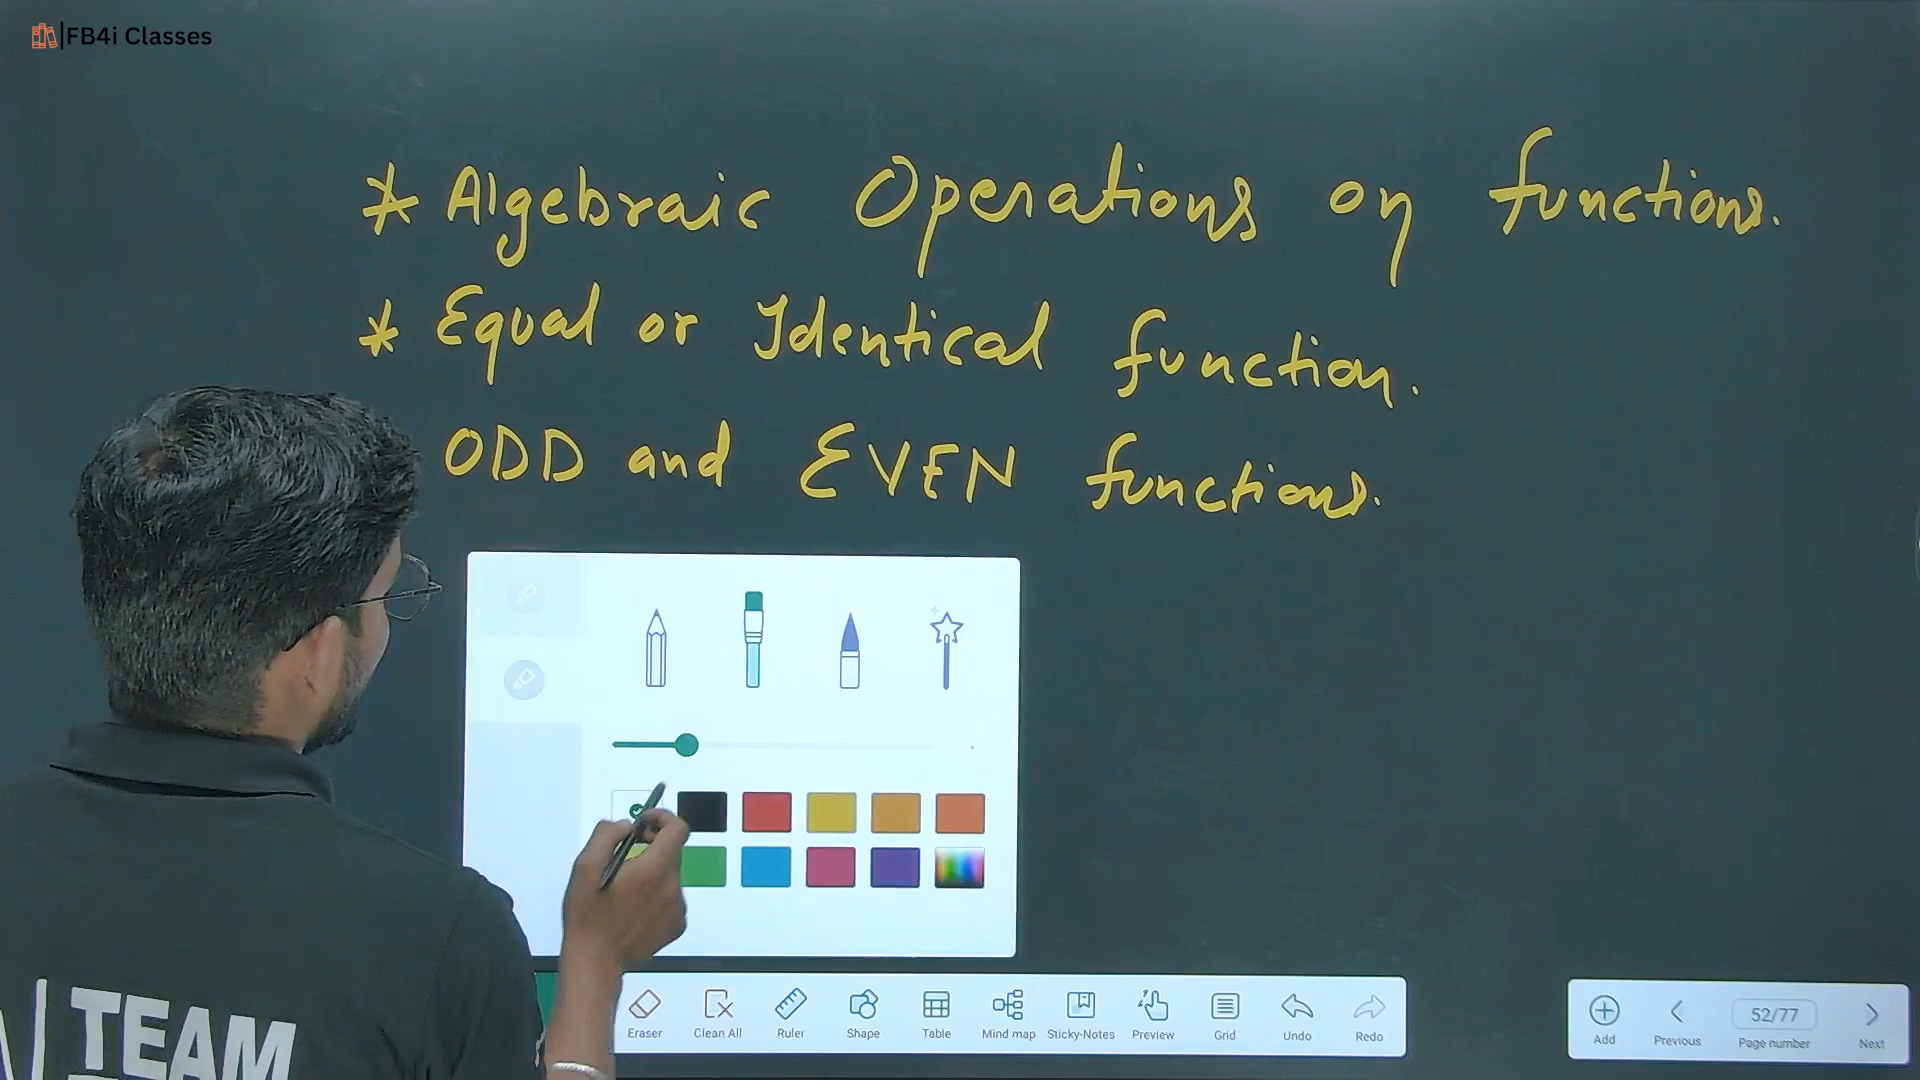 FB4i Classes
* Algebraic Operations on functions.
* Equal or Identical function.
ODD and EVEN functions.
Eraser Clean All Ruler Shape Table Mind map Sticky-Notes Preview Grid Undo Redo
Add Previous 52/77 Page number Next
TEAM